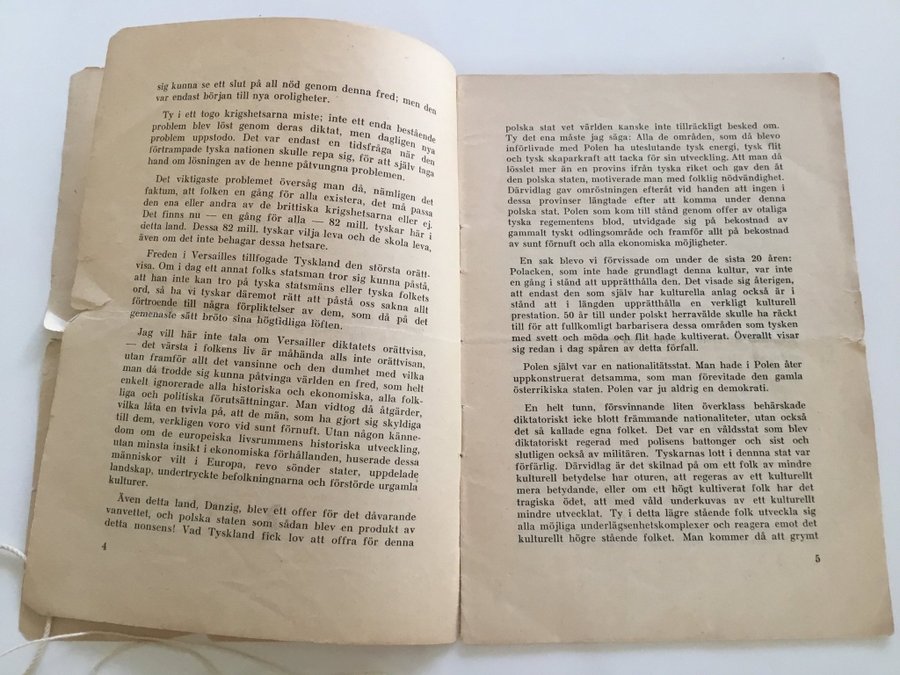 sig kunna se ett slut på all nöd genom denna fred; men den
var endast början till nya oroligheter.
Ty i ett togo krigshetsarna miste; inte ett enda bestående
problem blev löst genom deras diktat, men dagligen nya
problem uppstodo. Det var endast en tidsfråga när den
förtrampade tyska nationen skulle repa sig, för att själv taga
hand om lösningen av de henne påtvungna problemen.
Det viktigaste problemet översåg man då, nämligen det
faktum, att folken en gång för alla existera, det må passa
den ena eller andra av de brittiska krigshetsarna eller ej.
Det finns nu — en gång för alla — 82 mill. tyskar här i
detta land. Dessa 82 mill. tyskar vilja leva och de skola leva,
även om det inte behagar dessa hetsare.
Freden i Versailles tillfogade Tyskland den största orätt-
visa. Om i dag ett annat folks statsman tror sig kunna påstå,
att han inte kan tro på tyska statsmäns eller tyska folkets
ord, så ha vi tyskar däremot rätt att påstå oss sakna allt
förtroende till några förpliktelser av dem, som då på det
gemenaste sätt bröto sina högtidliga löften.
Jag vill här inte tala om Versailler diktatets orättvisa,
— det värsta i folkens liv är måhända alls inte orättvisan,
utan framför allt det vansinne och den dumhet med vilka
man då trodde sig kunna påtvinga världen en fred, som helt
enkelt ignorerade alla historiska och ekonomiska, alla folk-
liga och politiska förutsättningar. Man vidtog då åtgärder,
vilka låta en tvivla på, att de män, som ha gjort sig skyldiga
till dem, verkligen voro vid sunt förnuft. Utan någon känne-
dom om de europeiska livsrummens historiska utveckling,
utan minsta insikt i ekonomiska förhållanden, huserade dessa
människor vilt i Europa, revo sönder stater, uppdelade
landskap, undertryckte befolkningnarna och förstörde urgamla
kulturer.
Även detta land, Danzig, blev ett offer för det dåvarande
vanvettet, och polska staten som sådan blev en produkt av
detta nonsens! Vad Tyskland fick lov att offra för denna
4
polska stat vet världen kanske inte tillräckligt besked om.
Ty det ena måste jag säga: Alla de områden, som då blevo
införlivade med Polen ha uteslutande tysk energi, tysk flit
och tysk skaparkraft att tacka för sin utveckling. Att man då
lösslet mer än en provins ifrån tyska riket och gav den åt
den polska staten, motiverade man med folklig nödvändighet.
Därvidlag gav omröstningen efteråt vid handen att ingen i
dessa provinser längtade efter att komma under denna
polska stat. Polen som kom till stånd genom offer av otaliga
tyska regementens blod, utvidgade sig på bekostnad av
gammalt tyskt odlingsområde och framför allt på bekostnad
av sunt förnuft och alla ekonomiska möjligheter.
En sak blevo vi förvissade om under de sista 20 åren:
Polacken, som inte hade grundlagt denna kultur, var inte
en gång i stånd att upprätthålla den. Det visade sig återigen,
att endast den som själv har kulturella anlag också är i
stånd att i längden upprätthålla en verkligt kulturell
prestation. 50 år till under polskt herravälde skulle ha räckt
till för att fullkomligt barbarisera dessa områden som tysken
med svett och möda och flit hade kultiverat. Överallt visar
sig redan i dag spåren av detta förfall.
Polen självt var en nationalitetsstat. Man hade i Polen åter
uppkonstruerat detsamma, som man förevitade den gamla
österrikiska staten. Polen var ju aldrig en demokrati.
En helt tunn, försvinnande liten överklass behärskade
diktatoriskt icke blott främmande nationaliteter, utan också
det så kallade egna folket. Det var en våldsstat som blev
diktatoriskt regerad med polisens battonger och sist och
slutligen också av militären. Tyskarnas lott i dennna stat var
förfärlig. Därvidlag är det skilnad på om ett folk av mindre
kulturell betydelse har oturen, att regeras av ett kulturellt
mera betydande, eller om ett högt kultiverat folk har det
tragiska ödet, att med våld underkuvas av ett kulturellt
mindre utvecklat. Ty i detta lägre stående folk utveckla sig
alla möjliga underlägsenhetskomplexer och reagera emot det
kulturellt högre stående folket. Man kommer då att grymt
5